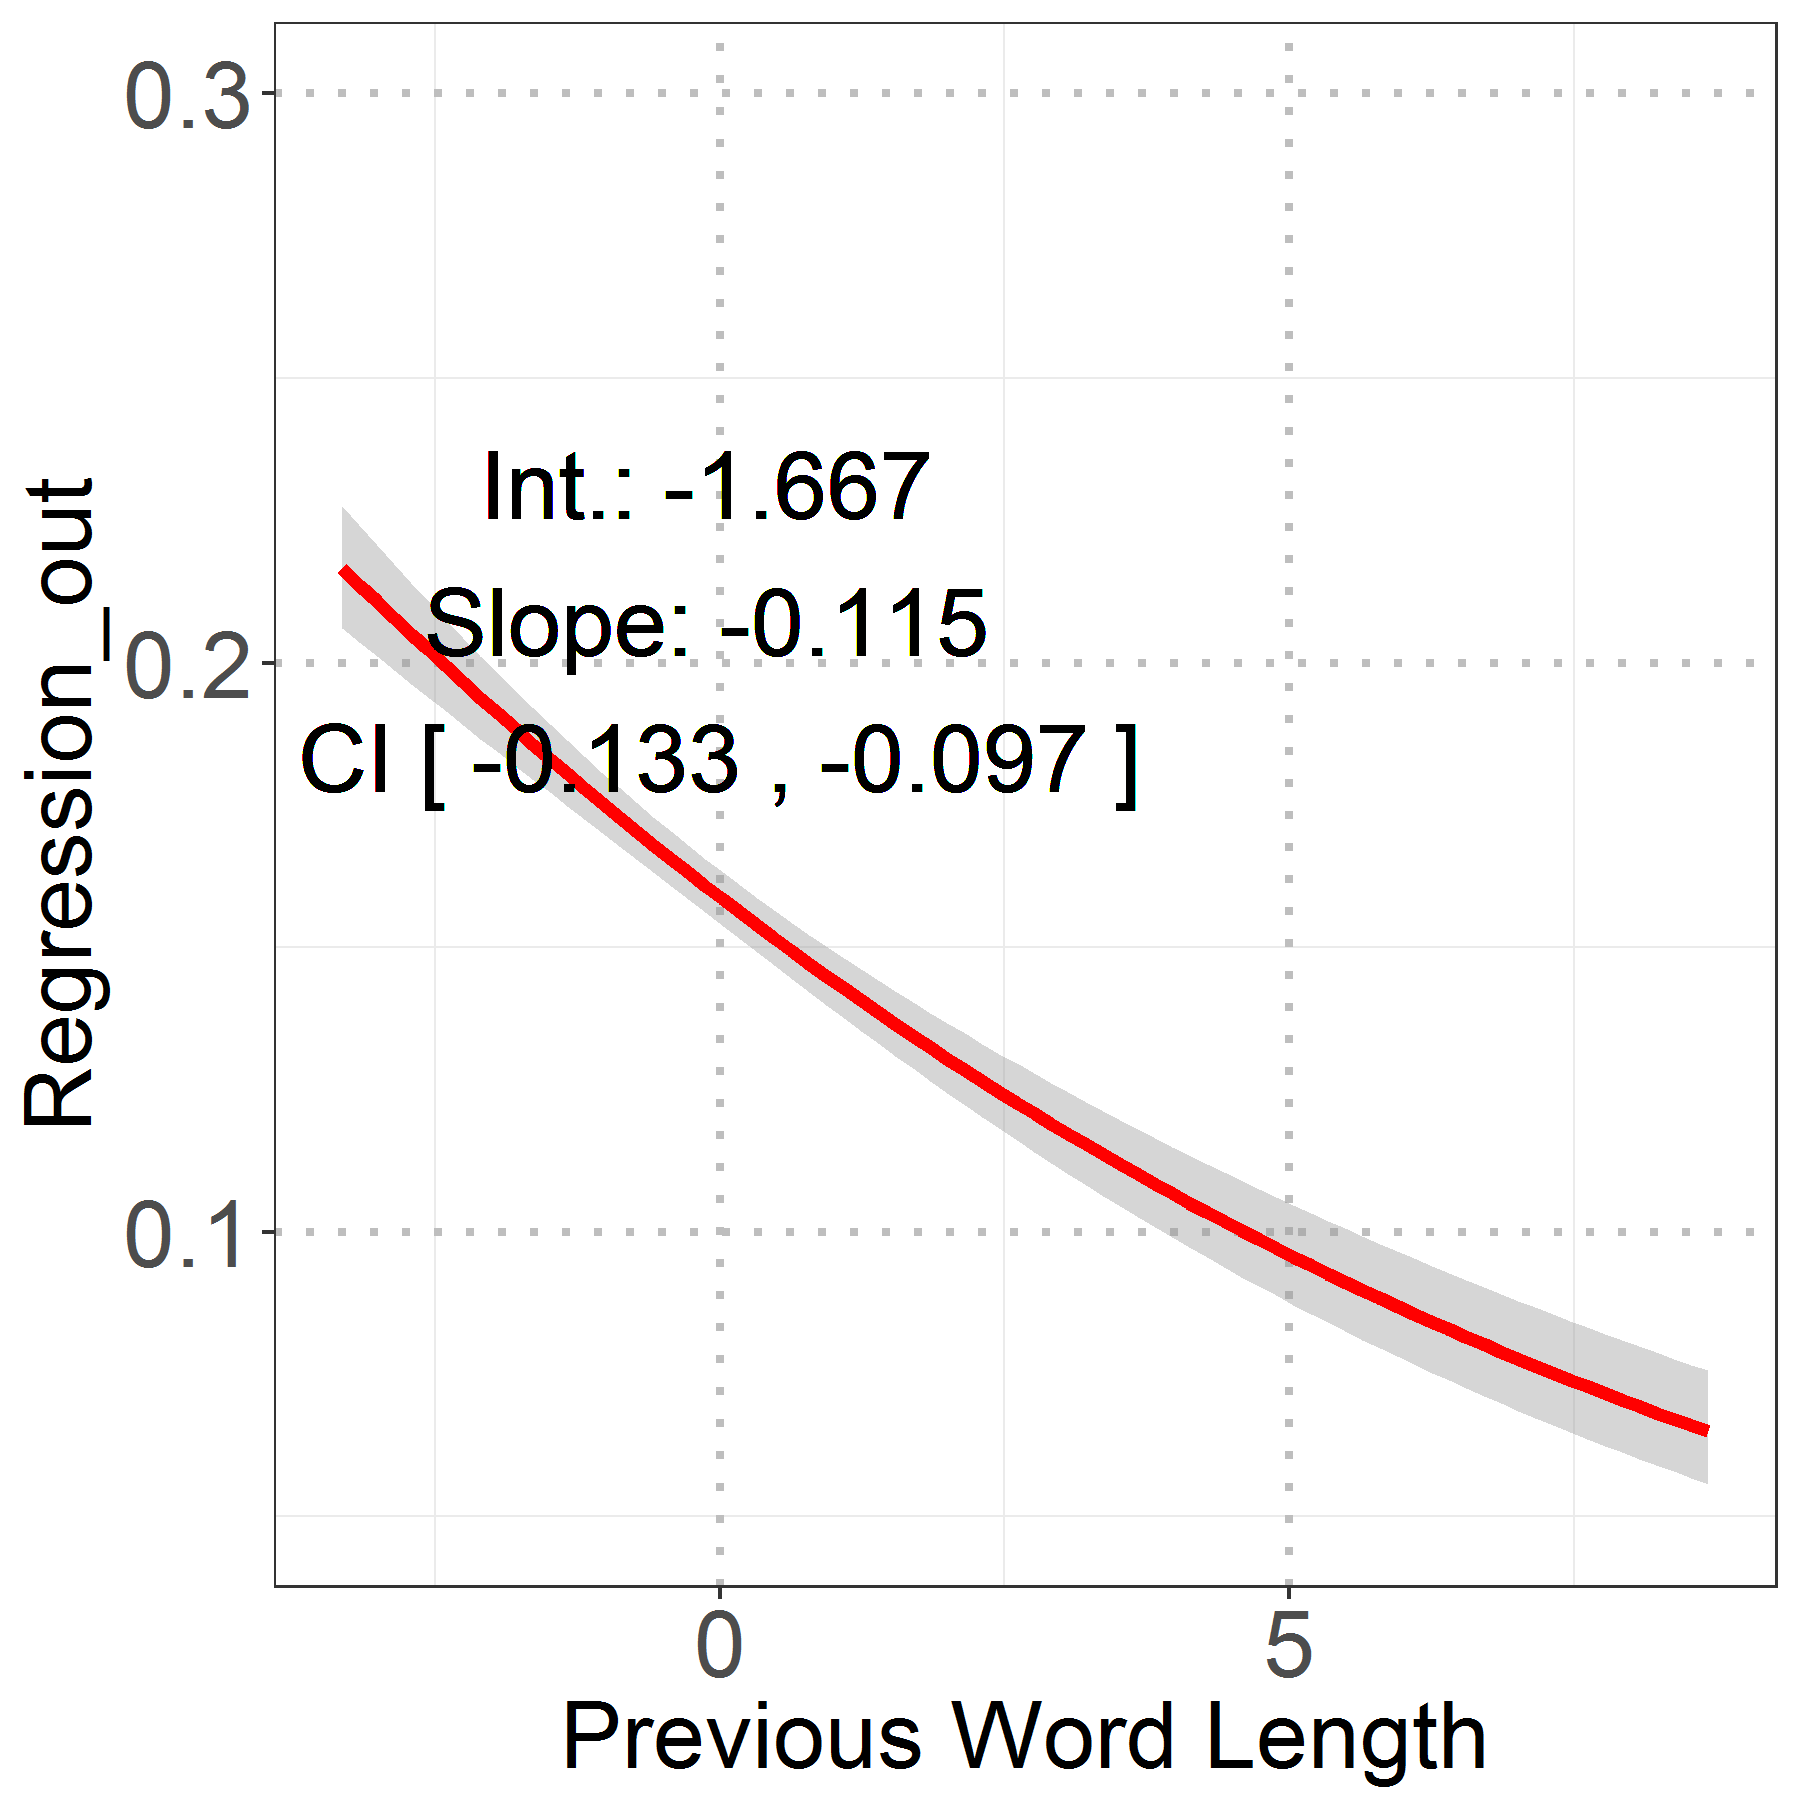 0.3
Int.: -1.667
Slope: -0.115
0.2
CI [ -0.133 , -0.097 ]
Regression_out
0.1
0 5
Previous Word Length